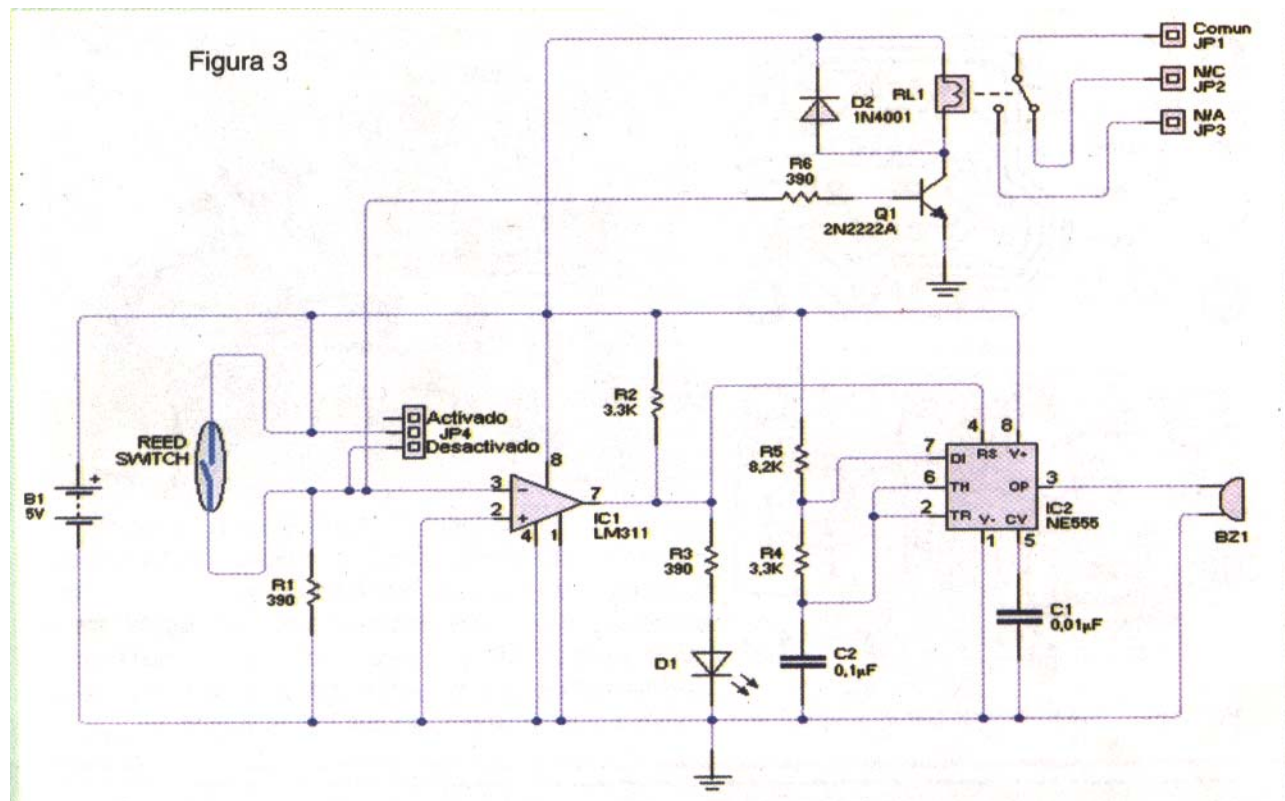 Figura 3
Comun
JP1
N/C
JP2
N/A
JP3
RL1
D2
1N4001
R6
390
Q1
2N2222A
R2
3.3K
Activado
JP4
Desactivado
REED
SWITCH
B1
5V
+
R1
390
3
2
8
7
4
1
IC1
LM311
R3
390
D1
R5
8,2K
R4
3,3K
C2
0,1µF
4
8
7
DI
RS
V+
6
TH
OP
3
2
TR
V-
CV
IC2
NE555
1
5
C1
0,01µF
BZ1